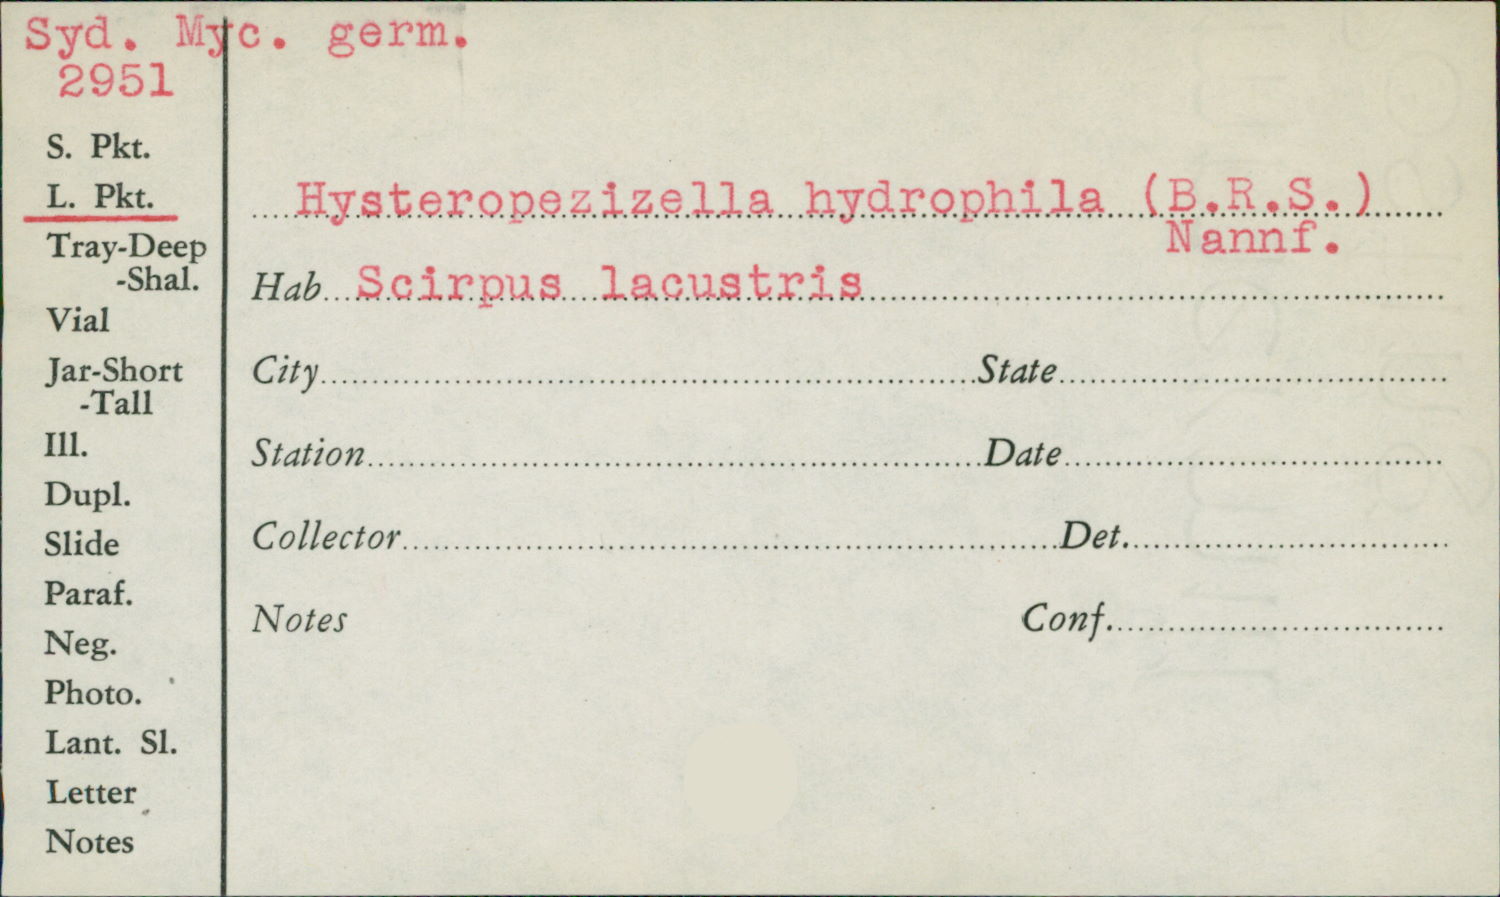 Syd. Myc. germ.
2951
S. Pkt.
L. Pkt.
Tray-Deep
-Shal.
Vial
Jar-Short
-Tall
Ill.
Dupl.
Slide
Paraf.
Neg.
Photo.
Lant. Sl.
Letter
Notes
Hysteropezizella hydrophila (B.R.S.)
Nannf.
Hab Scirpus lacustris
City State
Station Date
Collector Det.
Notes Conf.